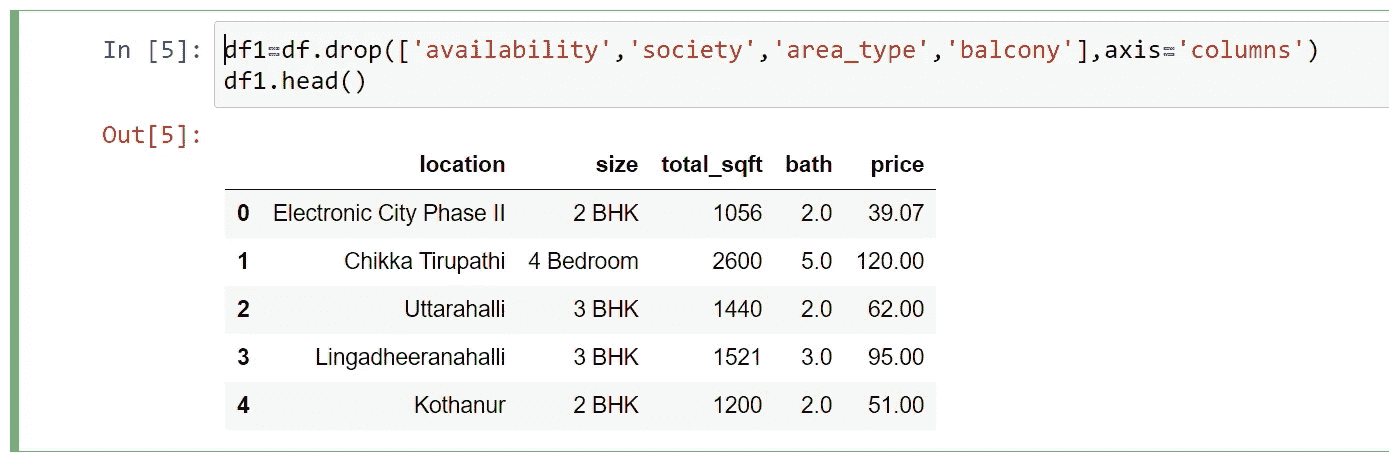 In [5]: df1=df.drop(['availability','society','area_type','balcony'],axis='columns')
df1.head()
Out[5]:
location size total_sqft bath price
0 Electronic City Phase II 2 BHK 1056 2.0 39.07
1 Chikka Tirupathi 4 Bedroom 2600 5.0 120.00
2 Uttarahalli 3 BHK 1440 2.0 62.00
3 Lingadheeranahalli 3 BHK 1521 3.0 95.00
4 Kothanur 2 BHK 1200 2.0 51.00